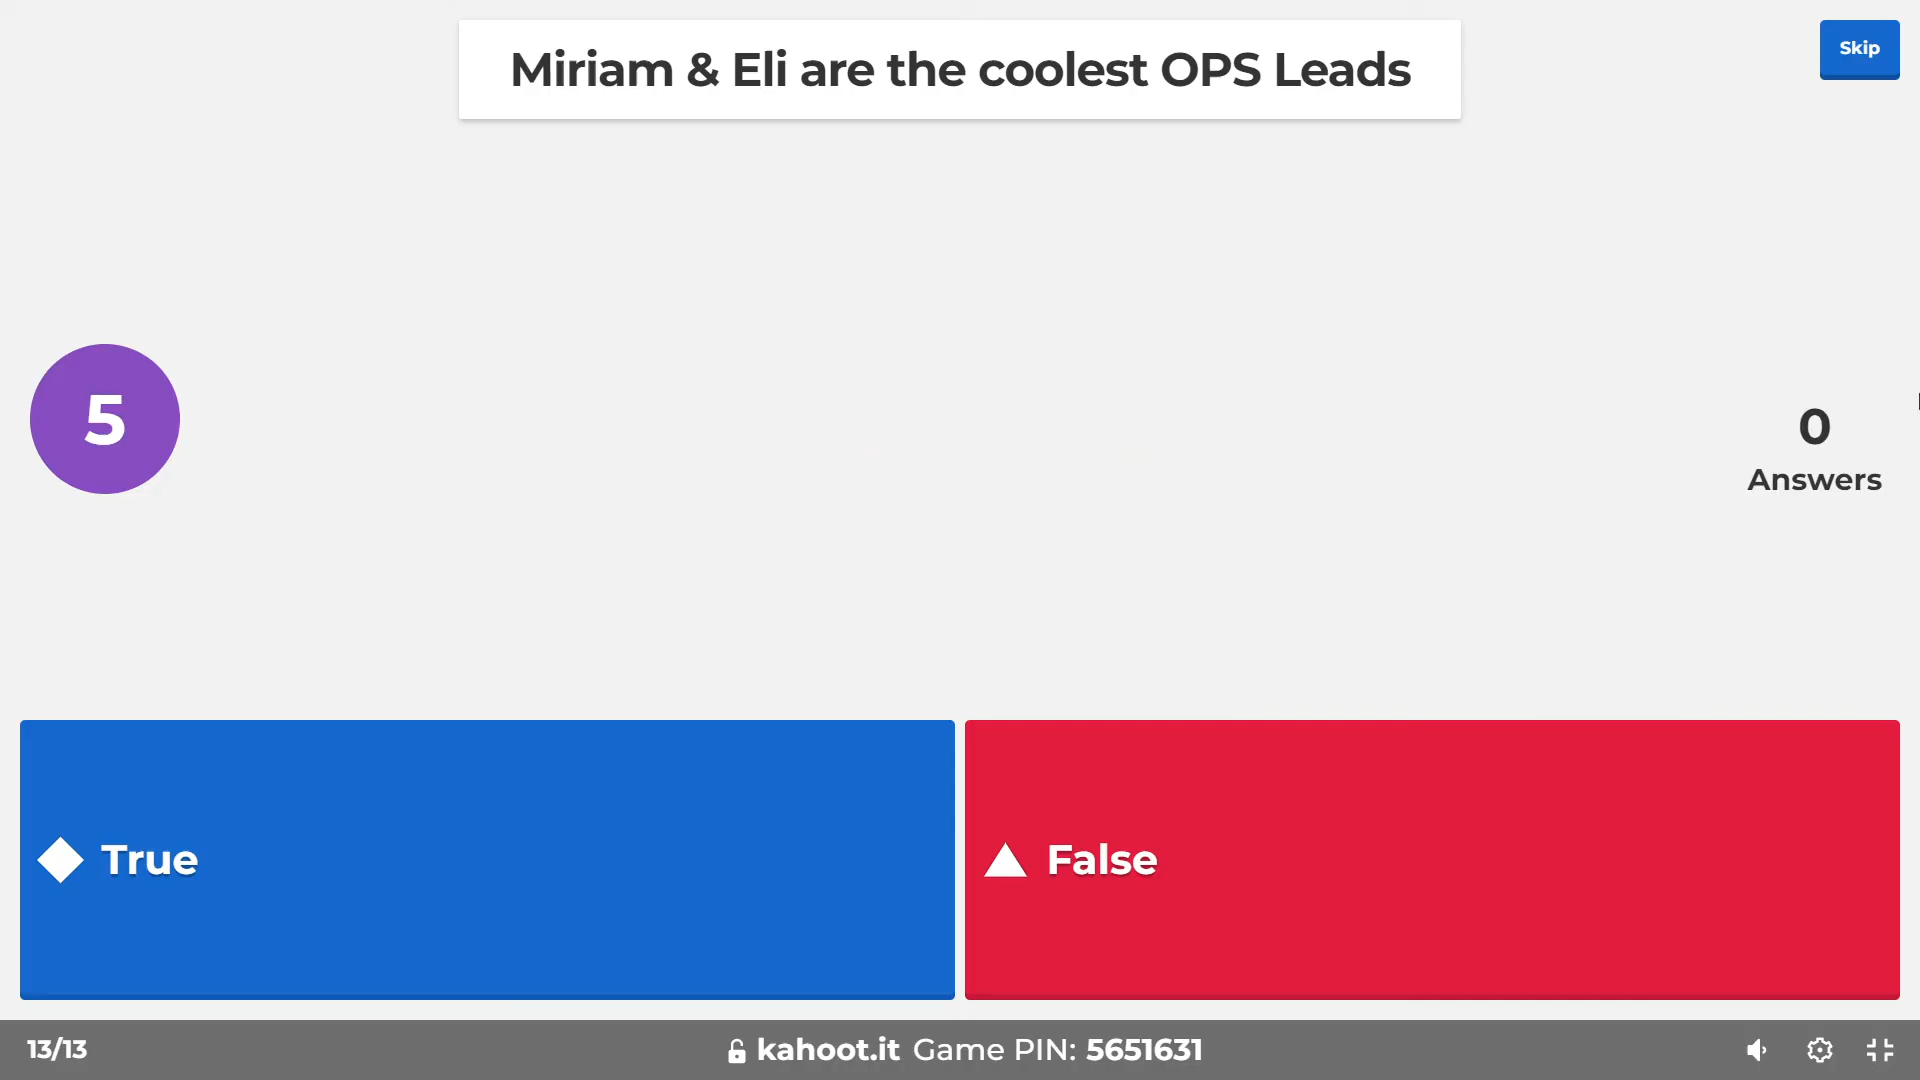 Miriam & Eli are the coolest OPS Leads
Skip
5
0
Answers
True
False
13/13
kahoot.it Game PIN: 5651631